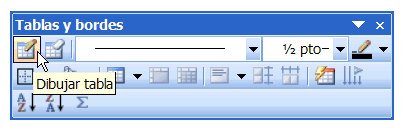 Tablas y bordes
½ pto
Dibujar tabla
A
Z
Z
A
Σ